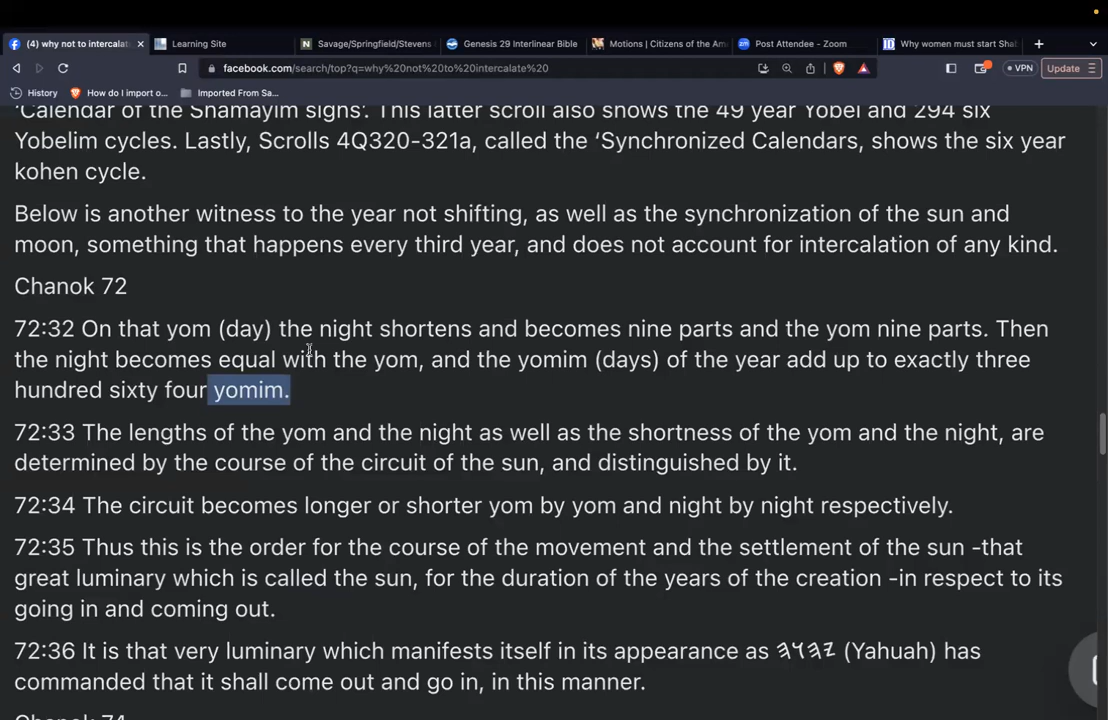 (4) why not to intercalat
Learning Site
Savage/Springfield/Stevens
Genesis 29 Interlinear Bible
Motions | Citizens of the Am
Post Attendee - Zoom
Why women must start Shab
facebook.com/search/top?q=why%20not%20to%20intercalate%20
VPN
Update
History
How do I import o...
Imported From Sa...
'Calendar of the Shamayim signs'. This latter scroll also shows the 49 year Yobel and 294 six
Yobelim cycles. Lastly, Scrolls 4Q320-321a, called the 'Synchronized Calendars, shows the six year
kohen cycle.
Below is another witness to the year not shifting, as well as the synchronization of the sun and
moon, something that happens every third year, and does not account for intercalation of any kind.
Chanok 72
72:32 On that yom (day) the night shortens and becomes nine parts and the yom nine parts. Then
the night becomes equal with the yom, and the yomim (days) of the year add up to exactly three
hundred sixty four yomim.
72:33 The lengths of the yom and the night as well as the shortness of the yom and the night, are
determined by the course of the circuit of the sun, and distinguished by it.
72:34 The circuit becomes longer or shorter yom by yom and night by night respectively.
72:35 Thus this is the order for the course of the movement and the settlement of the sun -that
great luminary which is called the sun, for the duration of the years of the creation -in respect to its
going in and coming out.
72:36 It is that very luminary which manifests itself in its appearance as 𐤉𐤄𐤅𐤄 (Yahuah) has
commanded that it shall come out and go in, in this manner.
Chanok 74